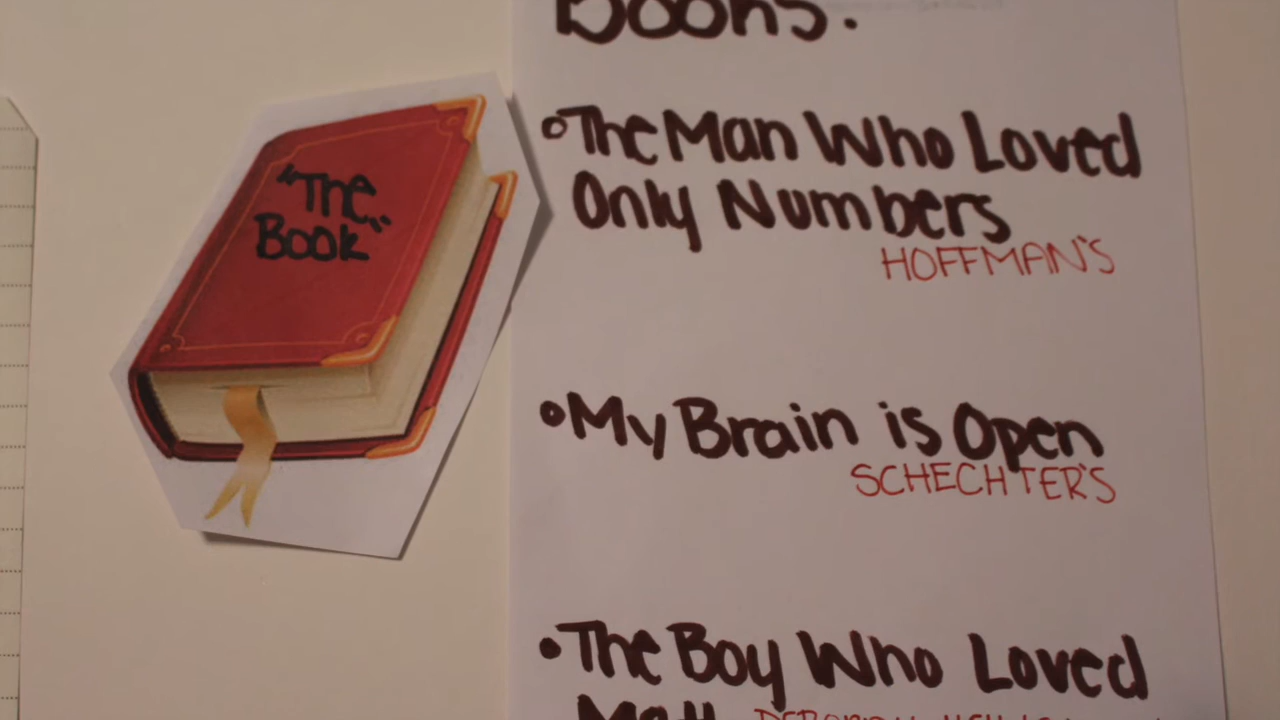 Books:
"The
Book"
•The Man Who Loved
Only Numbers
HOFFMAN'S
•My Brain is Open
SCHECHTER'S
•The Boy Who Loved
Math